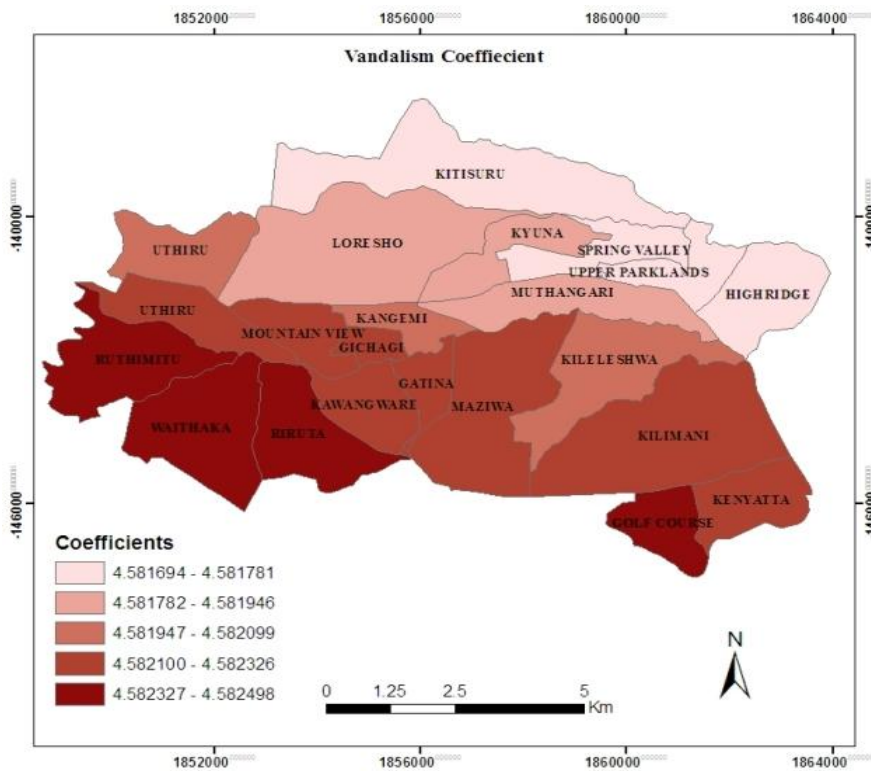 1852000 1856000 1860000 1864000
Vandalism Coeffiecient
KITISURU
-140000
KYUNA
UTHIRU
LORESHO
SPRING VALLEY
UPPER PARKLANDS
MUTHANGARI
HIGHRIDGE
UTHIRU
KANGEMI
MOUNTAIN VIEW
GICHAGI
RUTHIMITU
KILELESHWA
GATINA
KAWANGWARE
MAZIWA
WAITHAKA
RIRUTA
KILIMANI
KENYATTA
-146000
GOLF COURSE
Coefficients
4.581694 - 4.581781
4.581782 - 4.581946
4.581947 - 4.582099
4.582100 - 4.582326
4.582327 - 4.582498
N
0 1.25 2.5 5
Km
1852000 1856000 1860000 1864000